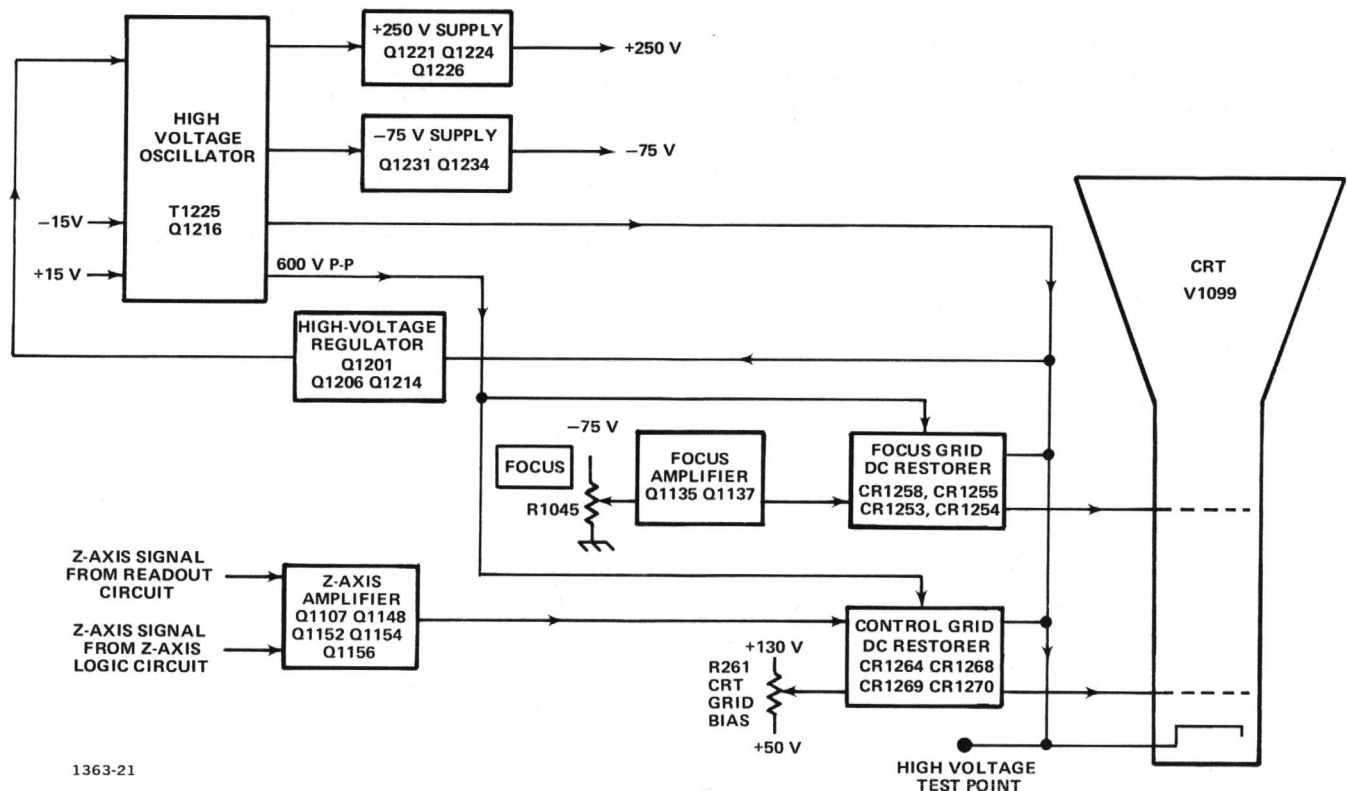 +250 V SUPPLY
Q1221 Q1224
Q1226
+250 V
HIGH
VOLTAGE
OSCILLATOR
T1225
Q1216
−75 V SUPPLY
Q1231 Q1234
−75 V
−15V
+15 V
600 V P-P
HIGH-VOLTAGE
REGULATOR
Q1201
Q1206 Q1214
CRT
V1099
−75 V
FOCUS
R1045
FOCUS
AMPLIFIER
Q1135 Q1137
FOCUS GRID
DC RESTORER
CR1258, CR1255
CR1253, CR1254
Z-AXIS SIGNAL
FROM READOUT
CIRCUIT
Z-AXIS SIGNAL
FROM Z-AXIS
LOGIC CIRCUIT
Z-AXIS
AMPLIFIER
Q1107 Q1148
Q1152 Q1154
Q1156
CONTROL GRID
DC RESTORER
CR1264 CR1268
CR1269 CR1270
+130 V
R261
CRT
GRID
BIAS
+50 V
HIGH VOLTAGE
TEST POINT
1363-21